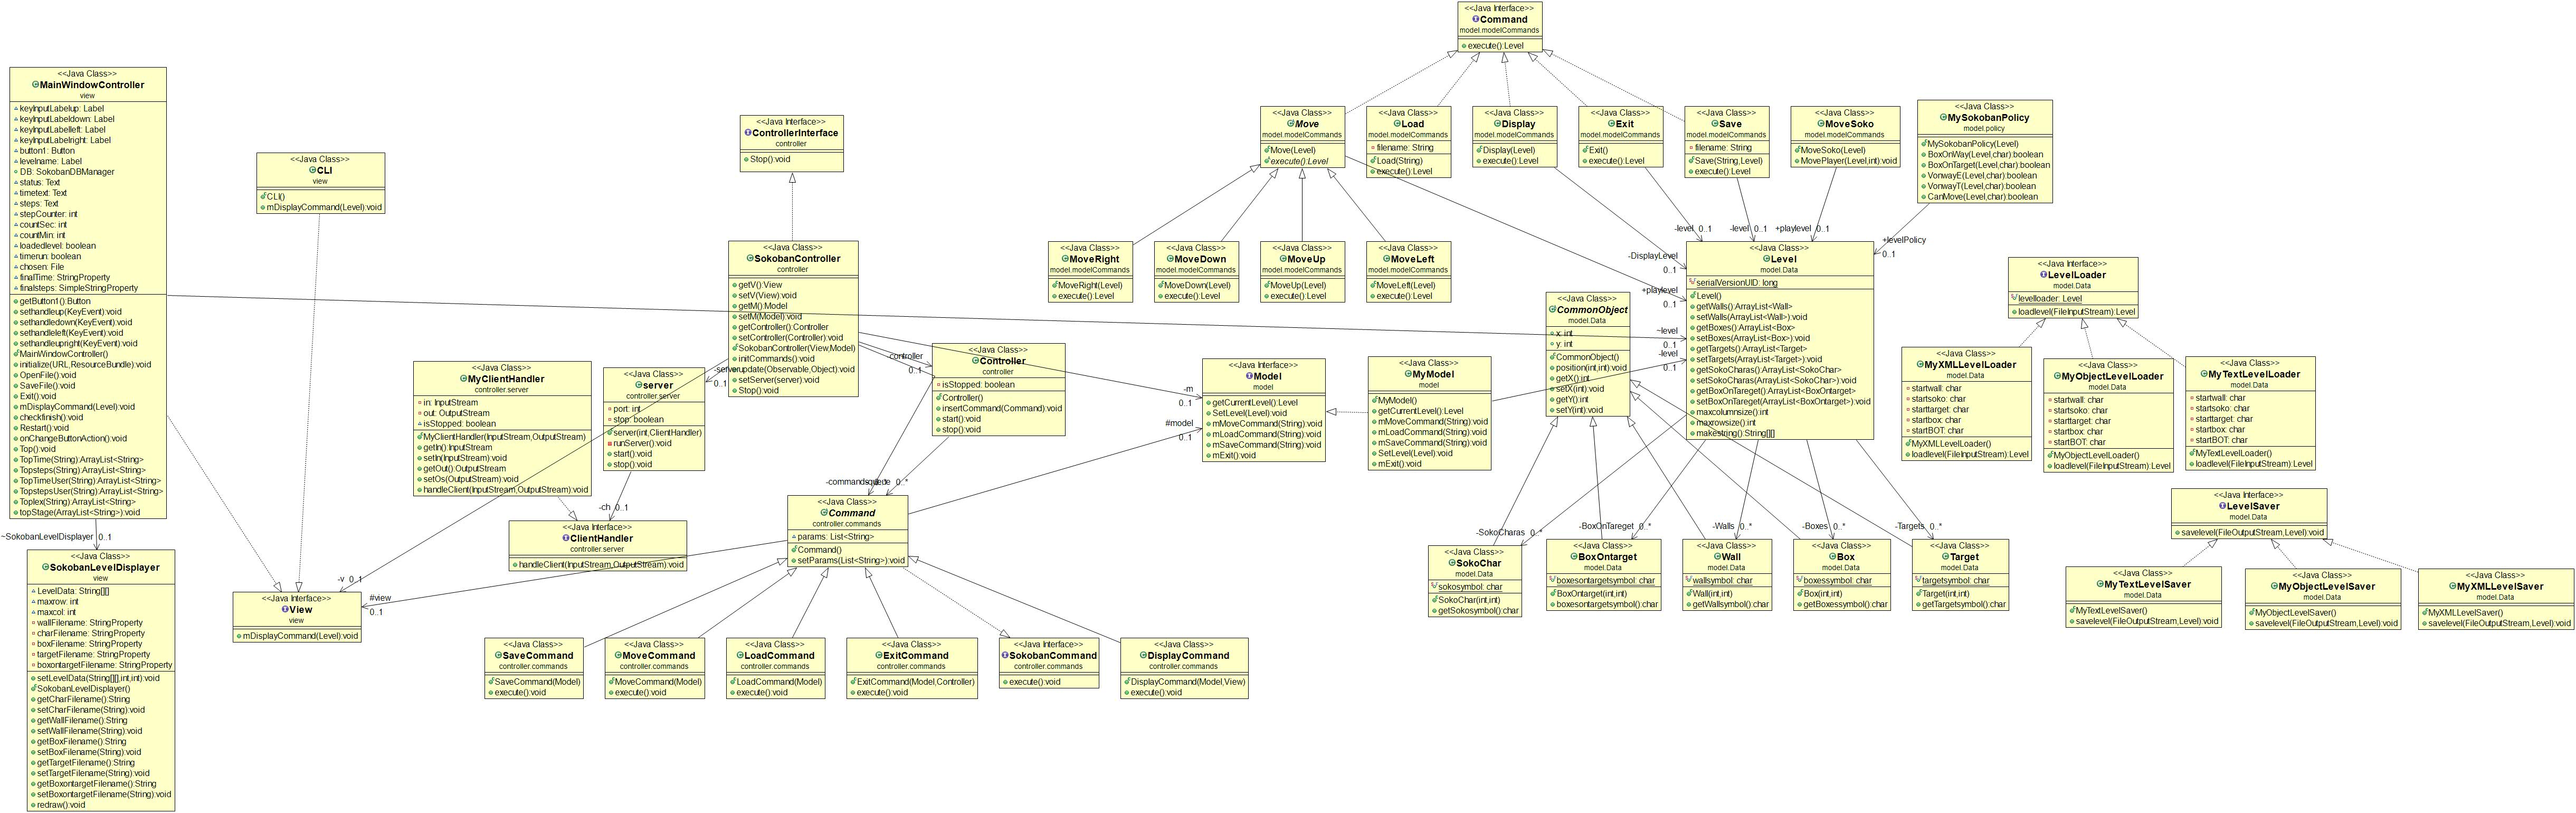 <<Java Interface>>
Command
model.modelCommands
execute():Level
<<Java Class>>
MainWindowController
view
keyInputLabelup: Label
keyInputLabeldown: Label
keyInputLabelleft: Label
keyInputLabelright: Label
button1: Button
levelname: Label
DB: SokobanDBManager
status: Text
timetext: Text
steps: Text
stepCounter: int
countSec: int
countMin: int
loadedlevel: boolean
timerun: boolean
chosen: File
finalTime: StringProperty
finalsteps: SimpleStringProperty
getButton1():Button
sethandleup(KeyEvent):void
sethandledown(KeyEvent):void
sethandleleft(KeyEvent):void
sethandleupright(KeyEvent):void
MainWindowController()
initialize(URL,ResourceBundle):void
OpenFile():void
SaveFile():void
Exit():void
mDisplayCommand(Level):void
checkfinish():void
Restart():void
onChangeButtonAction():void
Top():void
TopTime(String):ArrayList<String>
Topsteps(String):ArrayList<String>
TopTimeUser(String):ArrayList<String>
TopstepsUser(String):ArrayList<String>
Toplex(String):ArrayList<String>
topStage(ArrayList<String>):void
~SokobanLevelDisplayer 0..1
<<Java Class>>
SokobanLevelDisplayer
view
LevelData: String[][]
maxrow: int
maxcol: int
wallFilename: StringProperty
charFilename: StringProperty
boxFilename: StringProperty
targetFilename: StringProperty
boxontargetFilename: StringProperty
setLevelData(String[][],int,int):void
SokobanLevelDisplayer()
getCharFilename():String
setCharFilename(String):void
getWallFilename():String
setWallFilename(String):void
getBoxFilename():String
setBoxFilename(String):void
getTargetFilename():String
setTargetFilename(String):void
getBoxontargetFilename():String
setBoxontargetFilename(String):void
redraw():void
<<Java Class>>
CLI
view
CLI()
mDisplayCommand(Level):void
<<Java Interface>>
View
view
mDisplayCommand(Level):void
-v 0..1
#view
0..1
<<Java Class>>
MyClientHandler
controller.server
in: InputStream
out: OutputStream
isStopped: boolean
MyClientHandler(InputStream,OutputStream)
getIn():InputStream
setIn(InputStream):void
getOut():OutputStream
setOs(OutputStream):void
handleClient(InputStream,OutputStream):void
<<Java Interface>>
ClientHandler
controller.server
handleClient(InputStream,OutputStream):void
<<Java Class>>
server
controller.server
port: int
stop: boolean
server(int,ClientHandler)
runServer():void
start():void
stop():void
-ch 0..1
<<Java Interface>>
ControllerInterface
controller
Stop():void
<<Java Class>>
SokobanController
controller
getV():View
setV(View):void
getM():Model
setM(Model):void
getController():Controller
setController(Controller):void
SokobanController(View,Model)
initCommands():void
update(Observable,Object):void
setServer(server):void
Stop():void
-server
0..1
-controller
0..1
<<Java Class>>
Controller
controller
isStopped: boolean
Controller()
insertCommand(Command):void
start():void
stop():void
0..*
<<Java Class>>
Command
controller.commands
params: List<String>
Command()
setParams(List<String>):void
<<Java Class>>
SaveCommand
controller.commands
SaveCommand(Model)
execute():void
<<Java Class>>
MoveCommand
controller.commands
MoveCommand(Model)
execute():void
<<Java Class>>
LoadCommand
controller.commands
LoadCommand(Model)
execute():void
<<Java Class>>
ExitCommand
controller.commands
ExitCommand(Model,Controller)
execute():void
<<Java Interface>>
SokobanCommand
controller.commands
execute():void
<<Java Class>>
DisplayCommand
controller.commands
DisplayCommand(Model,View)
execute():void
-m
0..1
#model
0..1
<<Java Interface>>
Model
model
getCurrentLevel():Level
SetLevel(Level):void
mMoveCommand(String):void
mLoadCommand(String):void
mSaveCommand(String):void
mExit():void
<<Java Class>>
MyModel
model
MyModel()
getCurrentLevel():Level
mMoveCommand(String):void
mLoadCommand(String):void
mSaveCommand(String):void
SetLevel(Level):void
mExit():void
<<Java Class>>
Move
model.modelCommands
Move(Level)
execute():Level
<<Java Class>>
Load
model.modelCommands
filename: String
Load(String)
execute():Level
<<Java Class>>
Display
model.modelCommands
Display(Level)
execute():Level
<<Java Class>>
Exit
model.modelCommands
Exit()
execute():Level
<<Java Class>>
Save
model.modelCommands
filename: String
Save(String,Level)
execute():Level
<<Java Class>>
MoveSoko
model.modelCommands
MoveSoko(Level)
MovePlayer(Level,int):void
<<Java Class>>
MySokobanPolicy
model.policy
MySokobanPolicy(Level)
BoxOnWay(Level,char):boolean
BoxOnTarget(Level,char):boolean
VonwayE(Level,char):boolean
VonwayT(Level,char):boolean
CanMove(Level,char):boolean
<<Java Class>>
MoveRight
model.modelCommands
MoveRight(Level)
execute():Level
<<Java Class>>
MoveDown
model.modelCommands
MoveDown(Level)
execute():Level
<<Java Class>>
MoveUp
model.modelCommands
MoveUp(Level)
execute():Level
<<Java Class>>
MoveLeft
model.modelCommands
MoveLeft(Level)
execute():Level
-level 0..1
-level 0..1
+playlevel 0..1
+levelPolicy
0..1
-DisplayLevel
0..1
+playlevel
0..1
~level
0..1
-level
0..1
<<Java Class>>
Level
model.Data
serialVersionUID: long
Level()
getWalls():ArrayList<Wall>
setWalls(ArrayList<Wall>):void
getBoxes():ArrayList<Box>
setBoxes(ArrayList<Box>):void
getTargets():ArrayList<Target>
setTargets(ArrayList<Target>):void
getSokoCharas():ArrayList<SokoChar>
setSokoCharas(ArrayList<SokoChar>):void
getBoxOnTareget():ArrayList<BoxOntarget>
setBoxOnTareget(ArrayList<BoxOntarget>):void
maxcolumnsize():int
maxrowsize():int
makestring():String[][]
<<Java Class>>
CommonObject
model.Data
x: int
y: int
CommonObject()
position(int,int):void
getX():int
setX(int):void
getY():int
setY(int):void
-SokoCharas 0..*
-BoxOnTareget 0..*
-Walls 0..*
-Boxes 0..*
-Targets 0..*
<<Java Class>>
SokoChar
model.Data
sokosymbol: char
SokoChar(int,int)
getSokosymbol():char
<<Java Class>>
BoxOntarget
model.Data
boxesontargetsymbol: char
BoxOntarget(int,int)
boxesontargetsymbol():char
<<Java Class>>
Wall
model.Data
wallsymbol: char
Wall(int,int)
getWallsymbol():char
<<Java Class>>
Box
model.Data
boxessymbol: char
Box(int,int)
getBoxessymbol():char
<<Java Class>>
Target
model.Data
targetsymbol: char
Target(int,int)
getTargetsymbol():char
<<Java Interface>>
LevelLoader
model.Data
levelloader: Level
loadlevel(FileInputStream):Level
<<Java Class>>
MyXMLLevelLoader
model.Data
startwall: char
startsoko: char
starttarget: char
startbox: char
startBOT: char
MyXMLLevelLoader()
loadlevel(FileInputStream):Level
<<Java Class>>
MyObjectLevelLoader
model.Data
startwall: char
startsoko: char
starttarget: char
startbox: char
startBOT: char
MyObjectLevelLoader()
loadlevel(FileInputStream):Level
<<Java Class>>
MyTextLevelLoader
model.Data
startwall: char
startsoko: char
starttarget: char
startbox: char
startBOT: char
MyTextLevelLoader()
loadlevel(FileInputStream):Level
<<Java Interface>>
LevelSaver
model.Data
savelevel(FileOutputStream,Level):void
<<Java Class>>
MyTextLevelSaver
model.Data
MyTextLevelSaver()
savelevel(FileOutputStream,Level):void
<<Java Class>>
MyObjectLevelSaver
model.Data
MyObjectLevelSaver()
savelevel(FileOutputStream,Level):void
<<Java Class>>
MyXMLLevelSaver
model.Data
MyXMLLevelSaver()
savelevel(FileOutputStream,Level):void